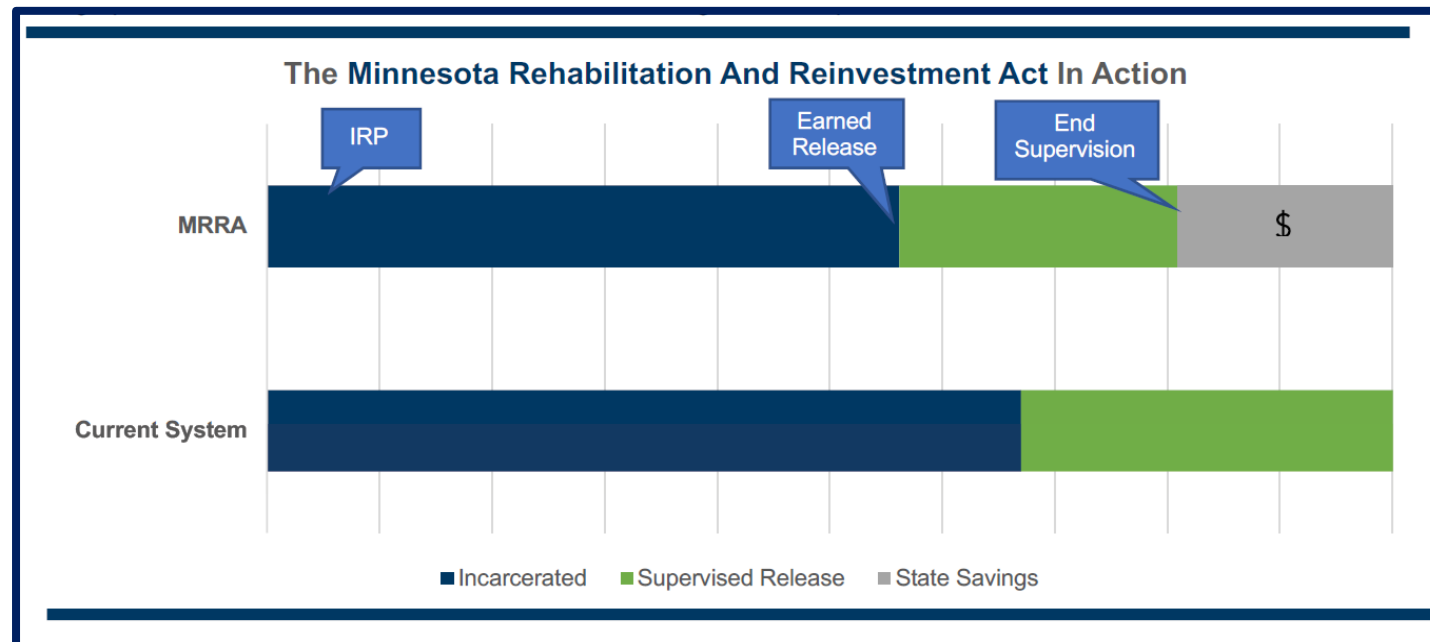 The Minnesota Rehabilitation And Reinvestment Act In Action
IRP
Earned
Release
End
Supervision
MRRA
$
Current System
Incarcerated
Supervised Release
State Savings